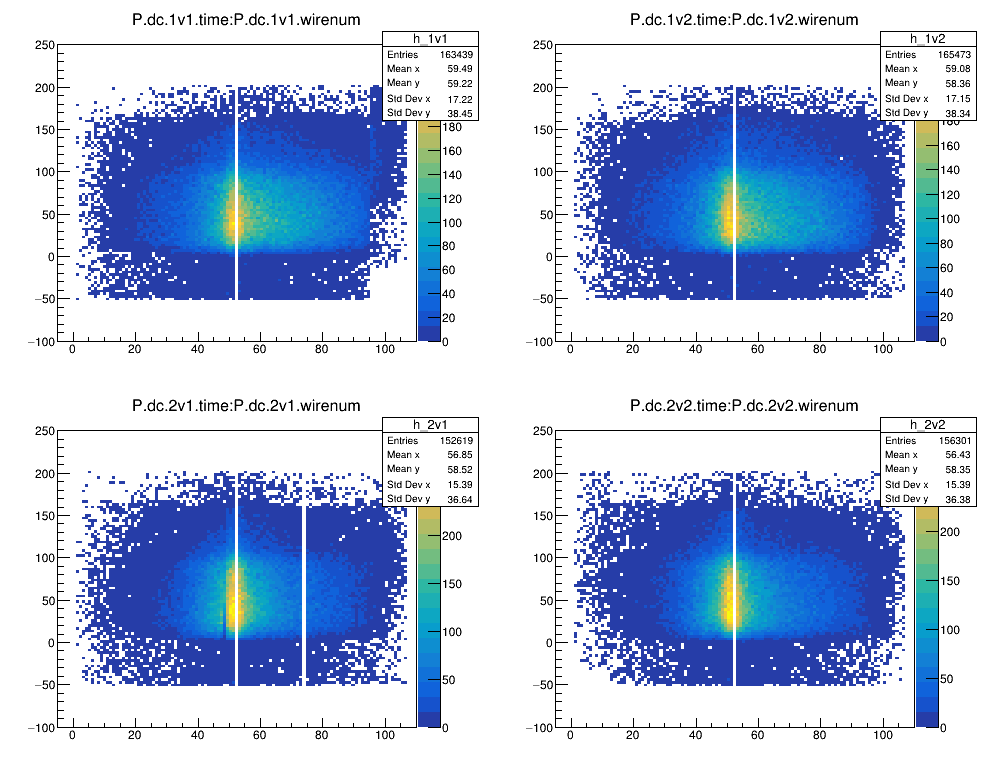 P.dc.1v1.time:P.dc.1v1.wirenum
h_1v1
Entries 163439
Mean x 59.49
Mean y 59.22
Std Dev x 17.22
Std Dev y 38.45
250
200
150
100
50
0
−50
−100
0 20 40 60 80 100
180
160
140
120
100
80
60
40
20
0
P.dc.1v2.time:P.dc.1v2.wirenum
h_1v2
Entries 165473
Mean x 59.08
Mean y 58.36
Std Dev x 17.15
Std Dev y 38.34
250
200
150
100
50
0
−50
−100
0 20 40 60 80 100
180
160
140
120
100
80
60
40
20
0
P.dc.2v1.time:P.dc.2v1.wirenum
h_2v1
Entries 152619
Mean x 56.85
Mean y 58.52
Std Dev x 15.39
Std Dev y 36.64
250
200
150
100
50
0
−50
−100
0 20 40 60 80 100
200
150
100
50
0
P.dc.2v2.time:P.dc.2v2.wirenum
h_2v2
Entries 156301
Mean x 56.43
Mean y 58.35
Std Dev x 15.39
Std Dev y 36.38
250
200
150
100
50
0
−50
−100
0 20 40 60 80 100
200
150
100
50
0